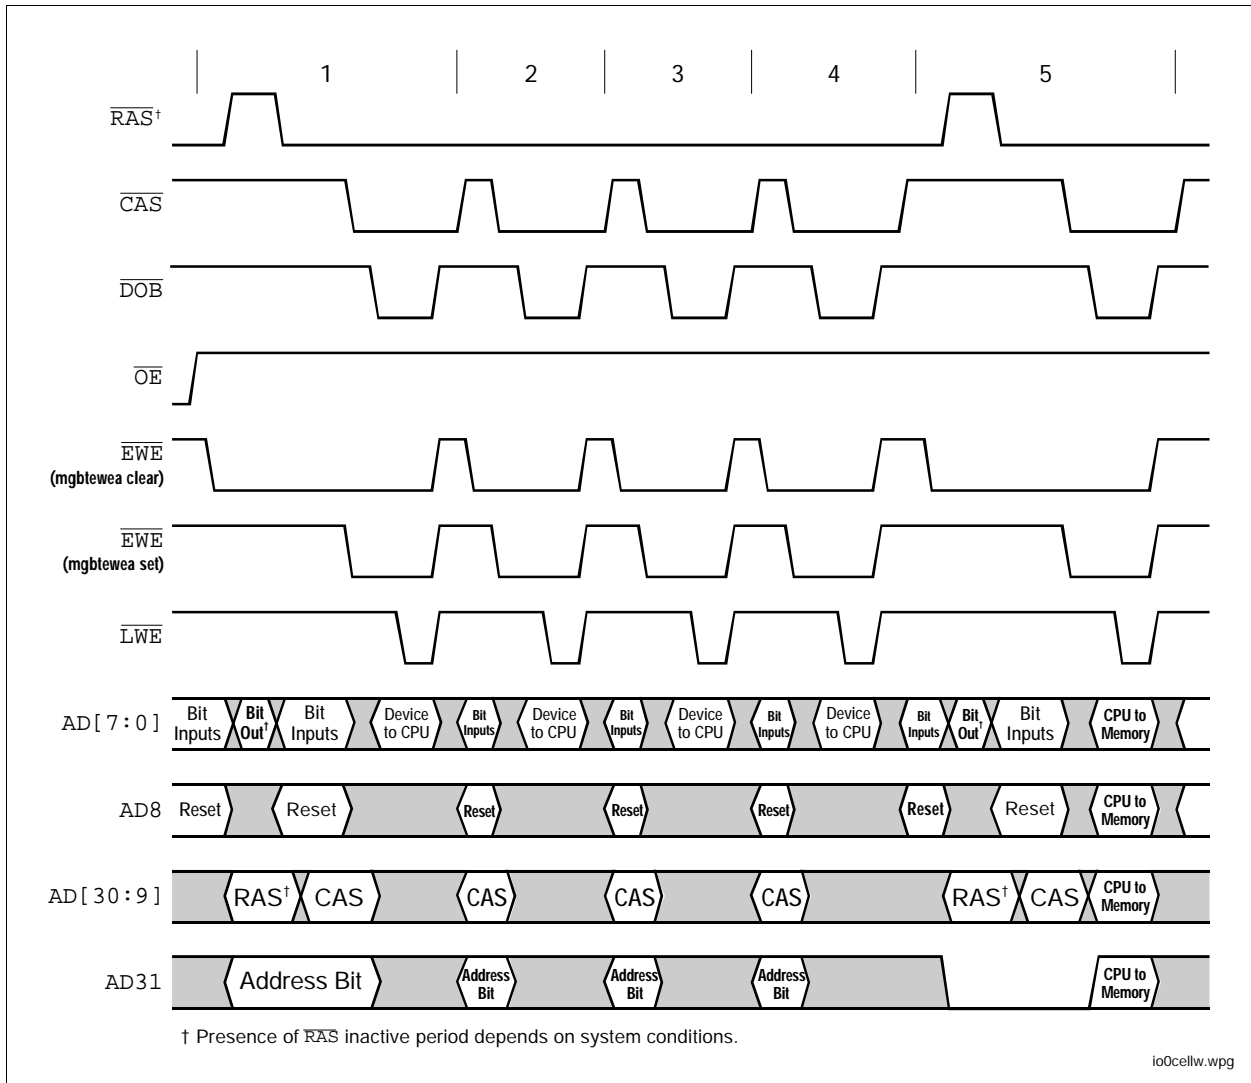 1 2 3 4 5
RAS†
CAS
DOB
OE
EWE
(mgbtewea clear)
EWE
(mgbtewea set)
LWE
AD[7:0] Bit Inputs Bit Out† Bit Inputs Device to CPU Bit Inputs Device to CPU Bit Inputs Device to CPU Bit Inputs Device to CPU Bit Inputs Bit Out† Bit Inputs CPU to Memory
AD8 Reset Reset Reset Reset Reset Reset Reset CPU to Memory
AD[30:9] RAS† CAS CAS CAS CAS RAS† CAS CPU to Memory
AD31 Address Bit Address Bit Address Bit Address Bit CPU to Memory
† Presence of RAS inactive period depends on system conditions.
io0cellw.wpg